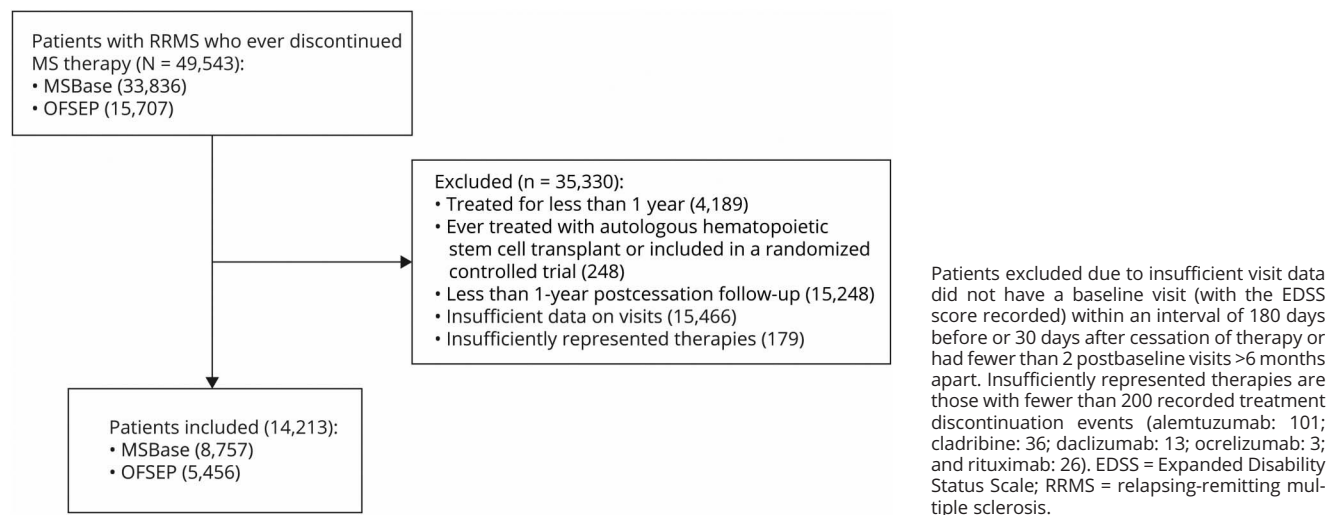 Patients with RRMS who ever discontinued
MS therapy (N = 49,543):
• MSBase (33,836)
• OFSEP (15,707)
Excluded (n = 35,330):
• Treated for less than 1 year (4,189)
• Ever treated with autologous hematopoietic
stem cell transplant or included in a randomized
controlled trial (248)
• Less than 1-year postcessation follow-up (15,248)
• Insufficient data on visits (15,466)
• Insufficiently represented therapies (179)
Patients included (14,213):
• MSBase (8,757)
• OFSEP (5,456)
Patients excluded due to insufficient visit data
did not have a baseline visit (with the EDSS
score recorded) within an interval of 180 days
before or 30 days after cessation of therapy or
had fewer than 2 postbaseline visits >6 months
apart. Insufficiently represented therapies are
those with fewer than 200 recorded treatment
discontinuation events (alemtuzumab: 101;
cladribine: 36; daclizumab: 13; ocrelizumab: 3;
and rituximab: 26). EDSS = Expanded Disability
Status Scale; RRMS = relapsing-remitting mul-
tiple sclerosis.